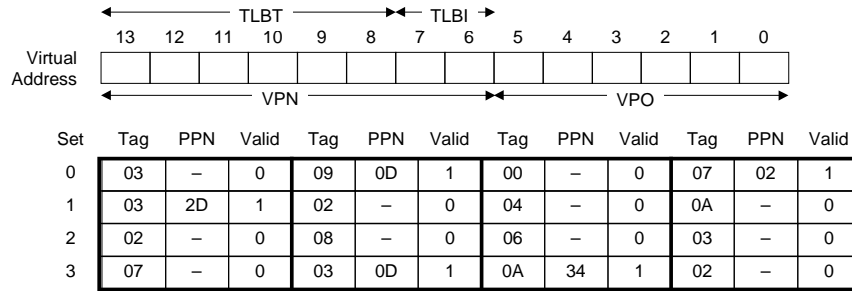 TLBT TLBI
13 12 11 10 9 8 7 6 5 4 3 2 1 0
Virtual
Address
VPN VPO
Set Tag PPN Valid Tag PPN Valid Tag PPN Valid Tag PPN Valid
0 03 – 0 09 0D 1 00 – 0 07 02 1
1 03 2D 1 02 – 0 04 – 0 0A – 0
2 02 – 0 08 – 0 06 – 0 03 – 0
3 07 – 0 03 0D 1 0A 34 1 02 – 0